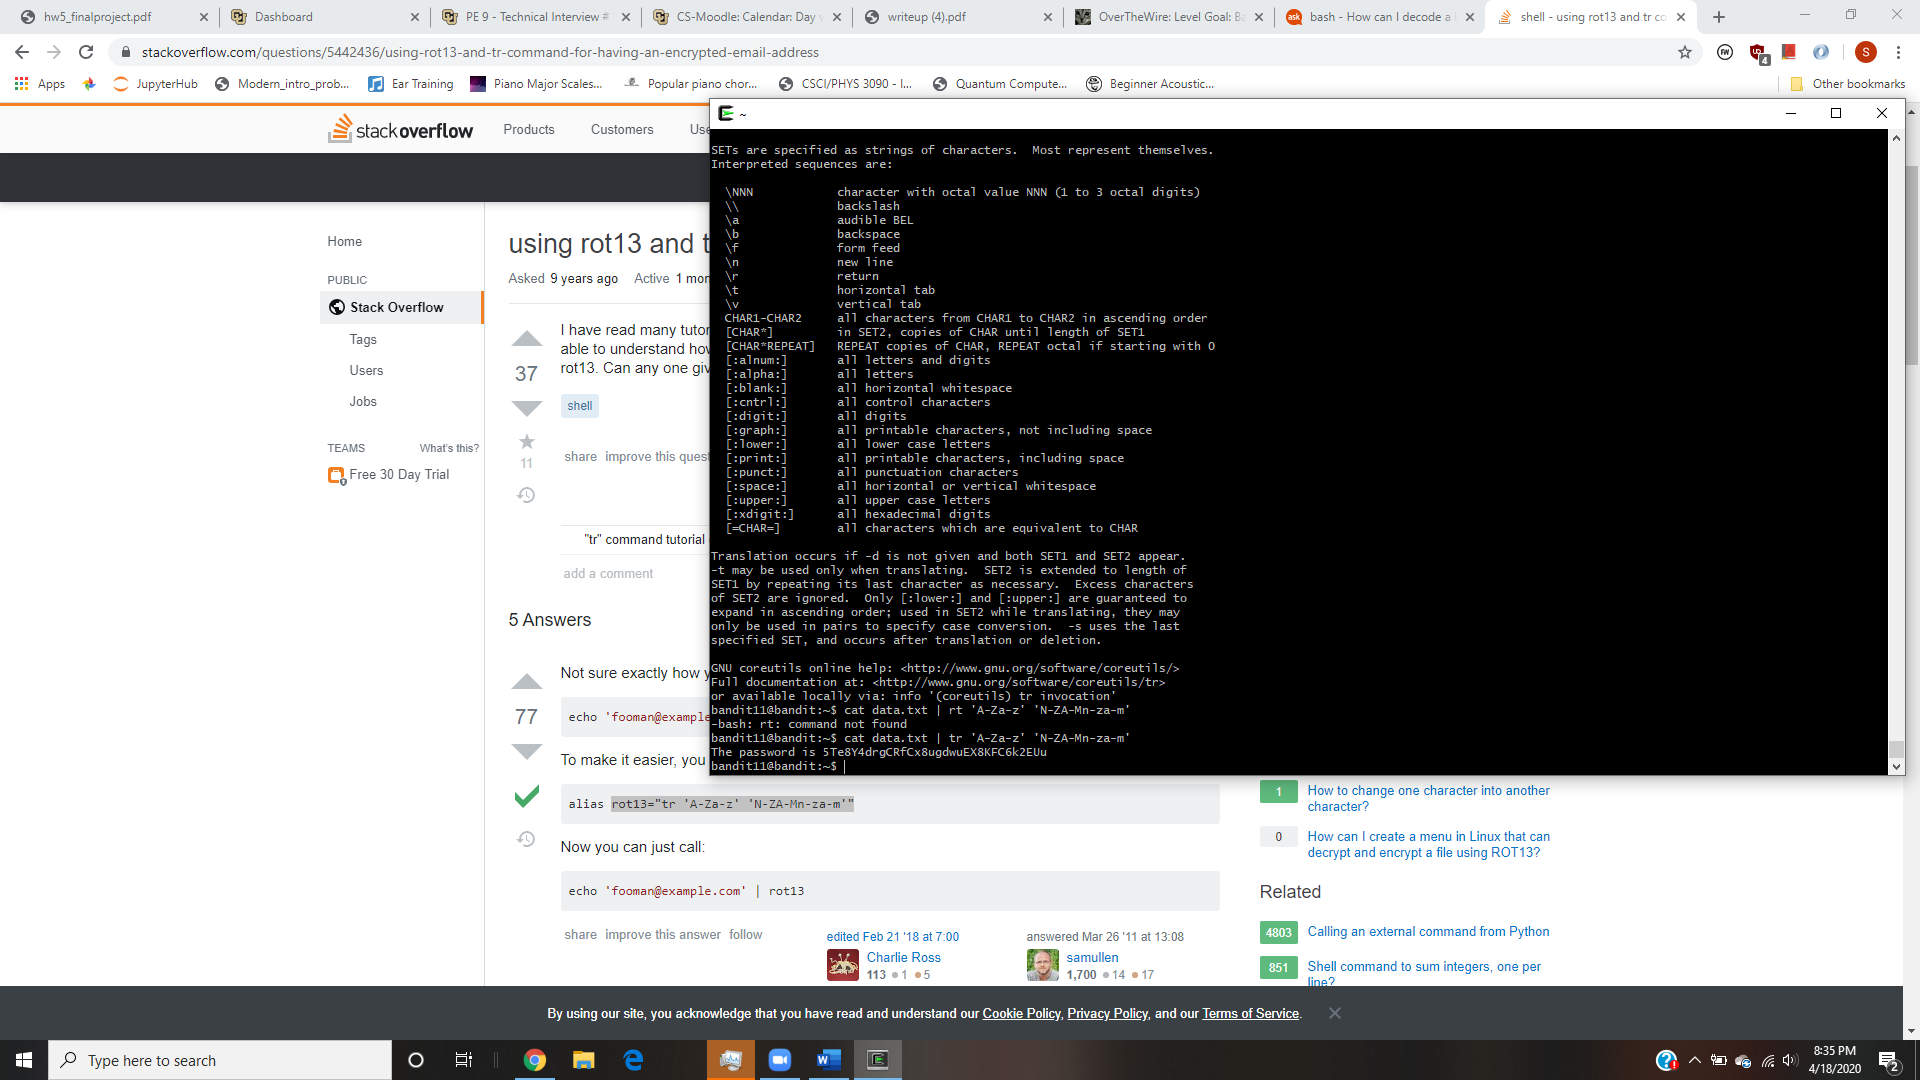 hw5_finalproject.pdf
Dashboard
PE 9 - Technical Interview #
CS-Moodle: Calendar: Day v
writeup (4).pdf
OverTheWire: Level Goal: Ba
ask
bash - How can I decode a
shell - using rot13 and tr co
stackoverflow.com/questions/5442436/using-rot13-and-tr-command-for-having-an-encrypted-email-address
4
S
Apps
JupyterHub
Modern_intro_prob...
Ear Training
Piano Major Scales...
Popular piano chor...
CSCI/PHYS 3090 - I...
Quantum Compute...
Beginner Acoustic...
Other bookmarks
stackoverflow
Products
Customers
Use
Home
PUBLIC
Stack Overflow
Tags
Users
Jobs
TEAMS What's this?
Free 30 Day Trial
using rot13 and t
Asked 9 years ago Active 1 mon
37
I have read many tutor
able to understand how
rot13. Can any one giv
shell
11
share improve this quest
"tr" command tutorial
add a comment
5 Answers
77
Not sure exactly how y
echo 'fooman@example
To make it easier, you
alias rot13="tr 'A-Za-z' 'N-ZA-Mn-za-m'"
Now you can just call:
echo 'fooman@example.com' | rot13
share improve this answer follow
edited Feb 21 '18 at 7:00
Charlie Ross
113 1 5
answered Mar 26 '11 at 13:08
samullen
1,700 14 17
~
SETs are specified as strings of characters. Most represent themselves.
Interpreted sequences are:
\NNN character with octal value NNN (1 to 3 octal digits)
\\ backslash
\a audible BEL
\b backspace
\f form feed
\n new line
\r return
\t horizontal tab
\v vertical tab
CHAR1-CHAR2 all characters from CHAR1 to CHAR2 in ascending order
[CHAR*] in SET2, copies of CHAR until length of SET1
[CHAR*REPEAT] REPEAT copies of CHAR, REPEAT octal if starting with 0
[:alnum:] all letters and digits
[:alpha:] all letters
[:blank:] all horizontal whitespace
[:cntrl:] all control characters
[:digit:] all digits
[:graph:] all printable characters, not including space
[:lower:] all lower case letters
[:print:] all printable characters, including space
[:punct:] all punctuation characters
[:space:] all horizontal or vertical whitespace
[:upper:] all upper case letters
[:xdigit:] all hexadecimal digits
[=CHAR=] all characters which are equivalent to CHAR
Translation occurs if -d is not given and both SET1 and SET2 appear.
-t may be used only when translating. SET2 is extended to length of
SET1 by repeating its last character as necessary. Excess characters
of SET2 are ignored. Only [:lower:] and [:upper:] are guaranteed to
expand in ascending order; used in SET2 while translating, they may
only be used in pairs to specify case conversion. -s uses the last
specified SET, and occurs after translation or deletion.
GNU coreutils online help: <http://www.gnu.org/software/coreutils/>
Full documentation at: <http://www.gnu.org/software/coreutils/tr>
or available locally via: info '(coreutils) tr invocation'
bandit11@bandit:~$ cat data.txt | rt 'A-Za-z' 'N-ZA-Mn-za-m'
-bash: rt: command not found
bandit11@bandit:~$ cat data.txt | tr 'A-Za-z' 'N-ZA-Mn-za-m'
The password is 5Te8Y4drgCRfCx8ugdwuEX8KFC6k2EUu
bandit11@bandit:~$
1 How to change one character into another
character?
0 How can I create a menu in Linux that can
decrypt and encrypt a file using ROT13?
Related
4803 Calling an external command from Python
851 Shell command to sum integers, one per
line?
By using our site, you acknowledge that you have read and understand our Cookie Policy, Privacy Policy, and our Terms of Service.
Type here to search
8:35 PM
4/18/2020
2